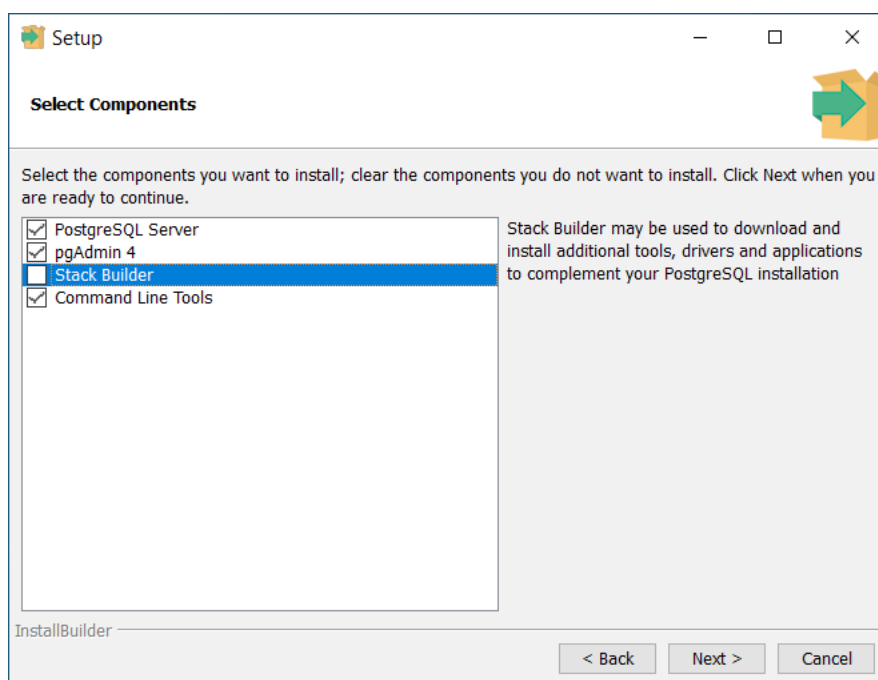 Setup
Select Components
Select the components you want to install; clear the components you do not want to install. Click Next when you
are ready to continue.
PostgreSQL Server
pgAdmin 4
Stack Builder
Command Line Tools
Stack Builder may be used to download and
install additional tools, drivers and applications
to complement your PostgreSQL installation
InstallBuilder
< Back
Next >
Cancel